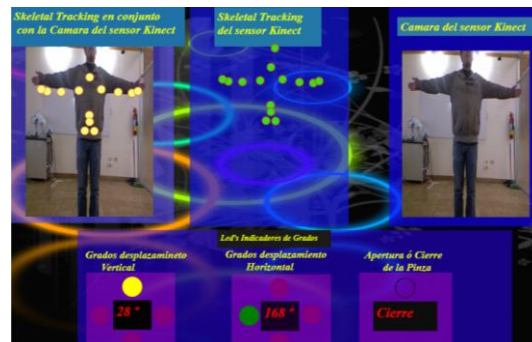 Skeletal Tracking en conjunto
con la Camara del sensor Kinect
Skeletal Tracking
del sensor Kinect
Camara del sensor Kinect
Led's Indicadores de Grados
Grados desplazamineto
Vertical
Grados desplazamiento
Horizontal
Apertura ó Cierre
de la Pinza
28 °
168 °
Cierre